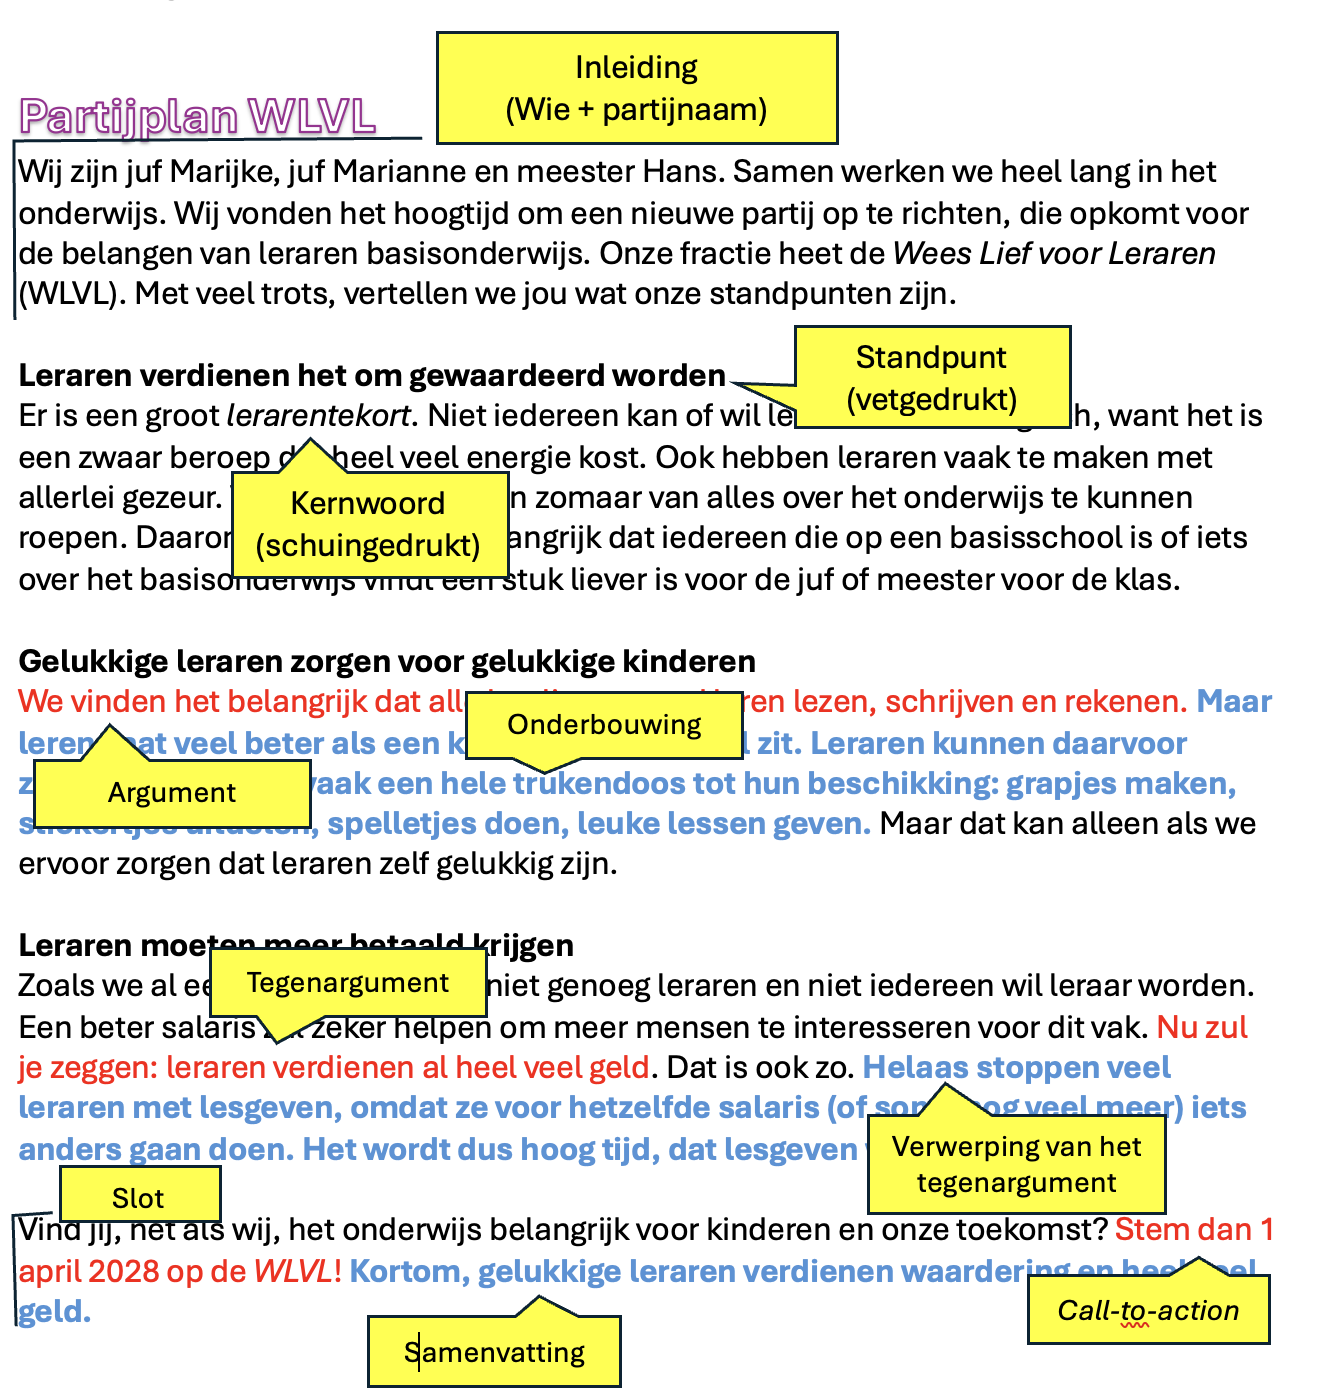 Inleiding
(Wie + partijnaam)
Partijplan WLVL
Wij zijn juf Marijke, juf Marianne en meester Hans. Samen werken we heel lang in het
onderwijs. Wij vonden het hoogtijd om een nieuwe partij op te richten, die opkomt voor
de belangen van leraren basisonderwijs. Onze fractie heet de Wees Lief voor Leraren
(WLVL). Met veel trots, vertellen we jou wat onze standpunten zijn.
Standpunt
(vetgedrukt)
Leraren verdienen het om gewaardeerd worden
Er is een groot lerarentekort. Niet iedereen kan of wil h, want het is
een zwaar beroep heel veel energie kost. Ook hebben leraren vaak te maken met
allerlei gezeur. zomaar van alles over het onderwijs te kunnen
Kernwoord
(schuingedrukt)
roepen. dat iedereen die op een basisschool is of iets
over het basisonderwijs vindt een stuk liever is voor de juf of meester voor de klas.
Gelukkige leraren zorgen voor gelukkige kinderen
We vinden het belangrijk dat lezen, schrijven en rekenen. Maar
Onderbouwing
veel beter als een zit. Leraren kunnen daarvoor
Argument
vaak een hele trukendoos tot hun beschikking: grapjes maken,
spelletjes doen, leuke lessen geven. Maar dat kan alleen als we
ervoor zorgen dat leraren zelf gelukkig zijn.
Leraren moeten meer betaald krijgen
Tegenargument
Zoals we al niet genoeg leraren en niet iedereen wil leraar worden.
Een beter salaris zeker helpen om meer mensen te interesseren voor dit vak. Nu zul
je zeggen: leraren verdienen al heel veel geld. Dat is ook zo. Helaas stoppen veel
leraren met lesgeven, omdat ze voor hetzelfde salaris (of soms nog veel meer) iets
anders gaan doen. Het wordt dus hoog tijd, dat lesgeven
Verwerping van het
tegenargument
Slot
Vind jij, net als wij, het onderwijs belangrijk voor kinderen en onze toekomst? Stem dan 1
april 2028 op de WLVL! Kortom, gelukkige leraren verdienen waardering en heel veel
geld.
Call-to-action
Samenvatting